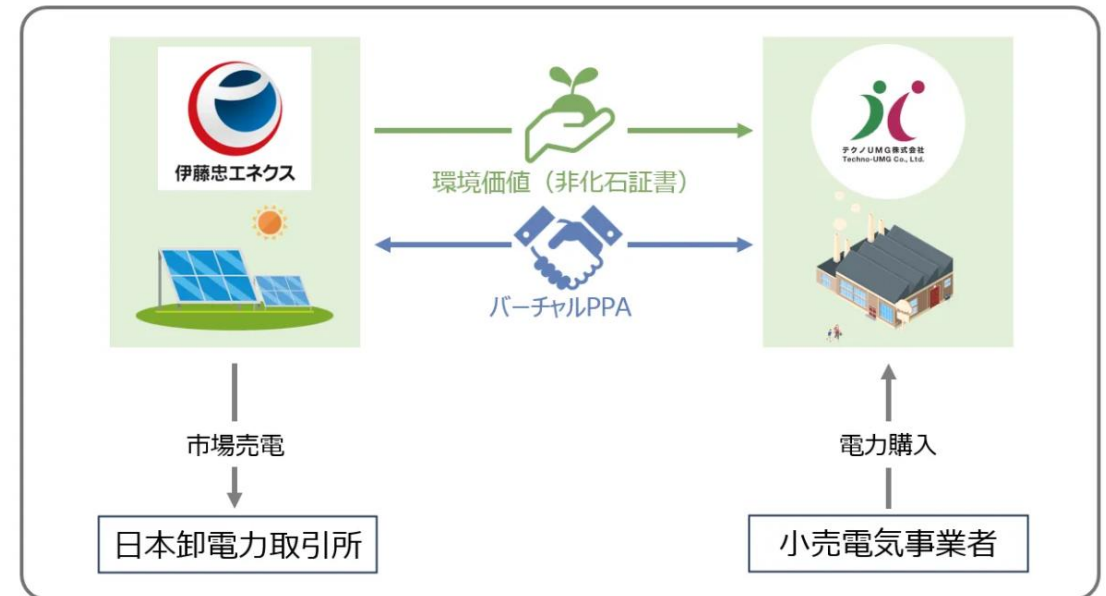 伊藤忠エネクス
環境価値（非化石証書）
バーチャルPPA
テクノUMG株式会社
Techno-UMG Co., Ltd.
市場売電
日本卸電力取引所
電力購入
小売電気事業者